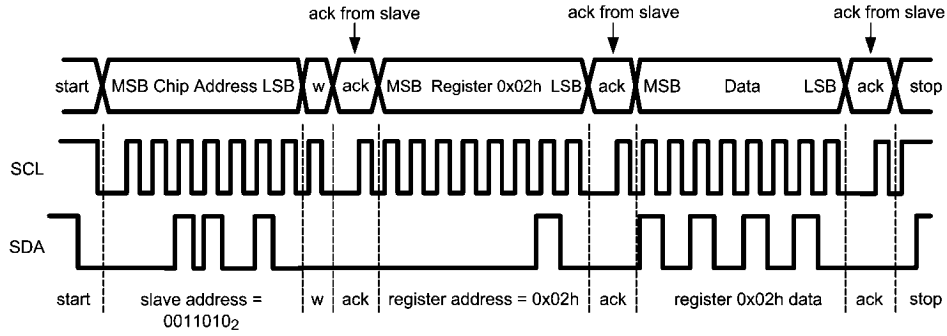 ack from slave ack from slave ack from slave
start MSB Chip Address LSB w ack MSB Register 0x02h LSB ack MSB Data LSB ack stop
SCL
SDA
start slave address = w ack register address = 0x02h ack register 0x02h data ack stop
0011010₂